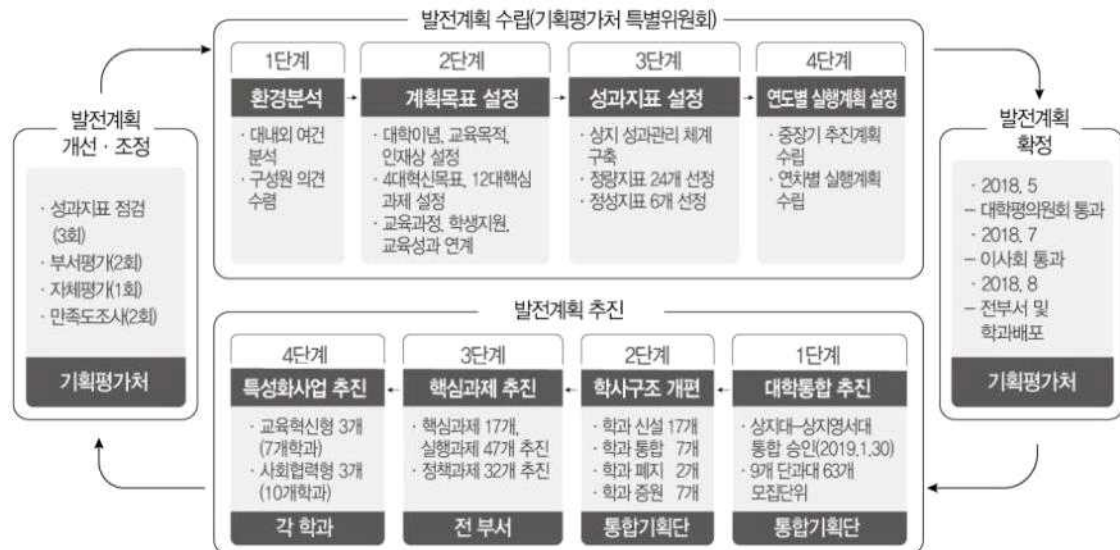 발전계획 수립(기획평가처 특별위원회)
1단계
환경분석
· 대내외 여건
분석
· 구성원 의견
수렴
2단계
계획목표 설정
· 대학이념, 교육목적,
인재상 설정
· 4대혁신목표, 12대핵심
과제 설정
· 교육과정, 학생지원,
교육성과 연계
3단계
성과지표 설정
· 상지 성과관리 체계
구축
· 정량지표 24개 선정
· 정성지표 6개 선정
4단계
연도별 실행계획 설정
· 중장기 추진계획
수립
· 연차별 실행계획
수립
발전계획
확정
· 2018. 5
– 대학평의원회 통과
· 2018. 7
– 이사회 통과
· 2018. 8
– 전부서 및
학과배포
기획평가처
발전계획 추진
1단계
대학통합 추진
· 상지대–상지영서대
통합 승인(2019.1.30)
· 9개 단과대 63개
모집단위
통합기획단
2단계
학사구조 개편
· 학과 신설 17개
· 학과 통합 7개
· 학과 폐지 2개
· 학과 증원 7개
통합기획단
3단계
핵심과제 추진
· 핵심과제 17개,
실행과제 47개 추진
· 정책과제 32개 추진
전 부서
4단계
특성화사업 추진
· 교육혁신형 3개
(7개학과)
· 사회협력형 3개
(10개학과)
각 학과
발전계획
개선 · 조정
· 성과지표 점검
(3회)
· 부서평가(2회)
· 자체평가(1회)
· 만족도조사(2회)
기획평가처